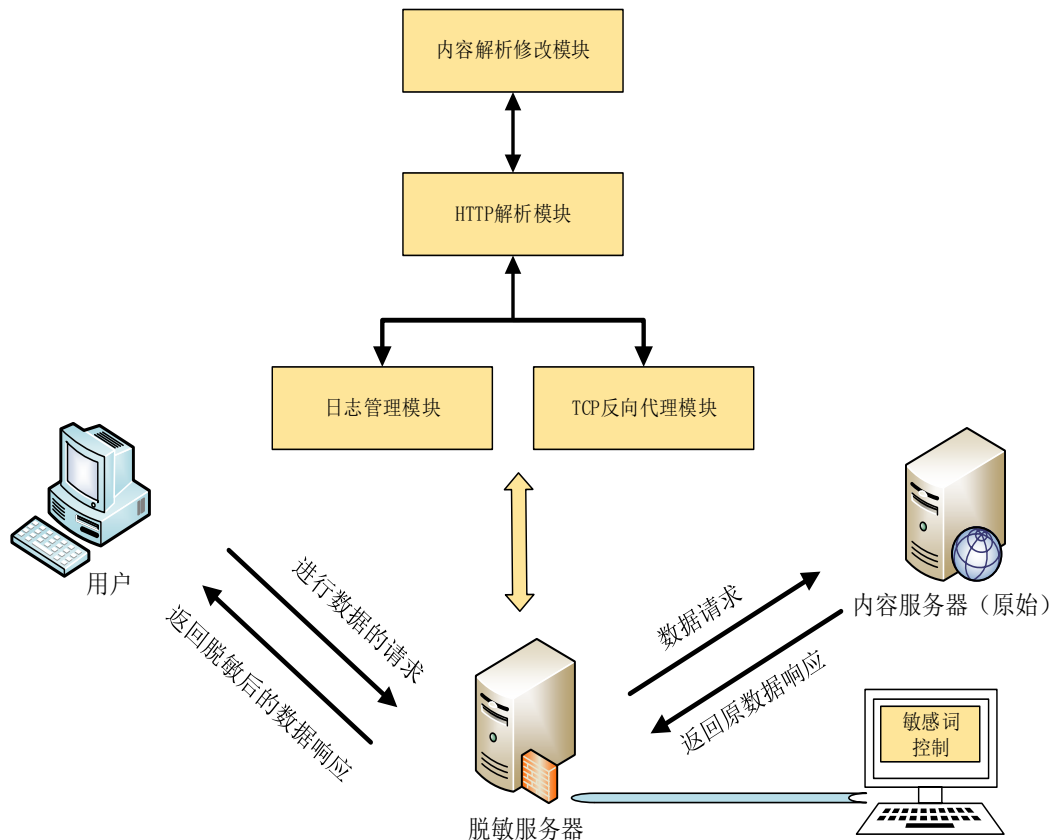 内容解析修改模块
HTTP解析模块
日志管理模块
TCP反向代理模块
用户
进行数据的请求
返回脱敏后的数据响应
数据请求
返回原数据响应
内容服务器（原始）
敏感词
控制
脱敏服务器